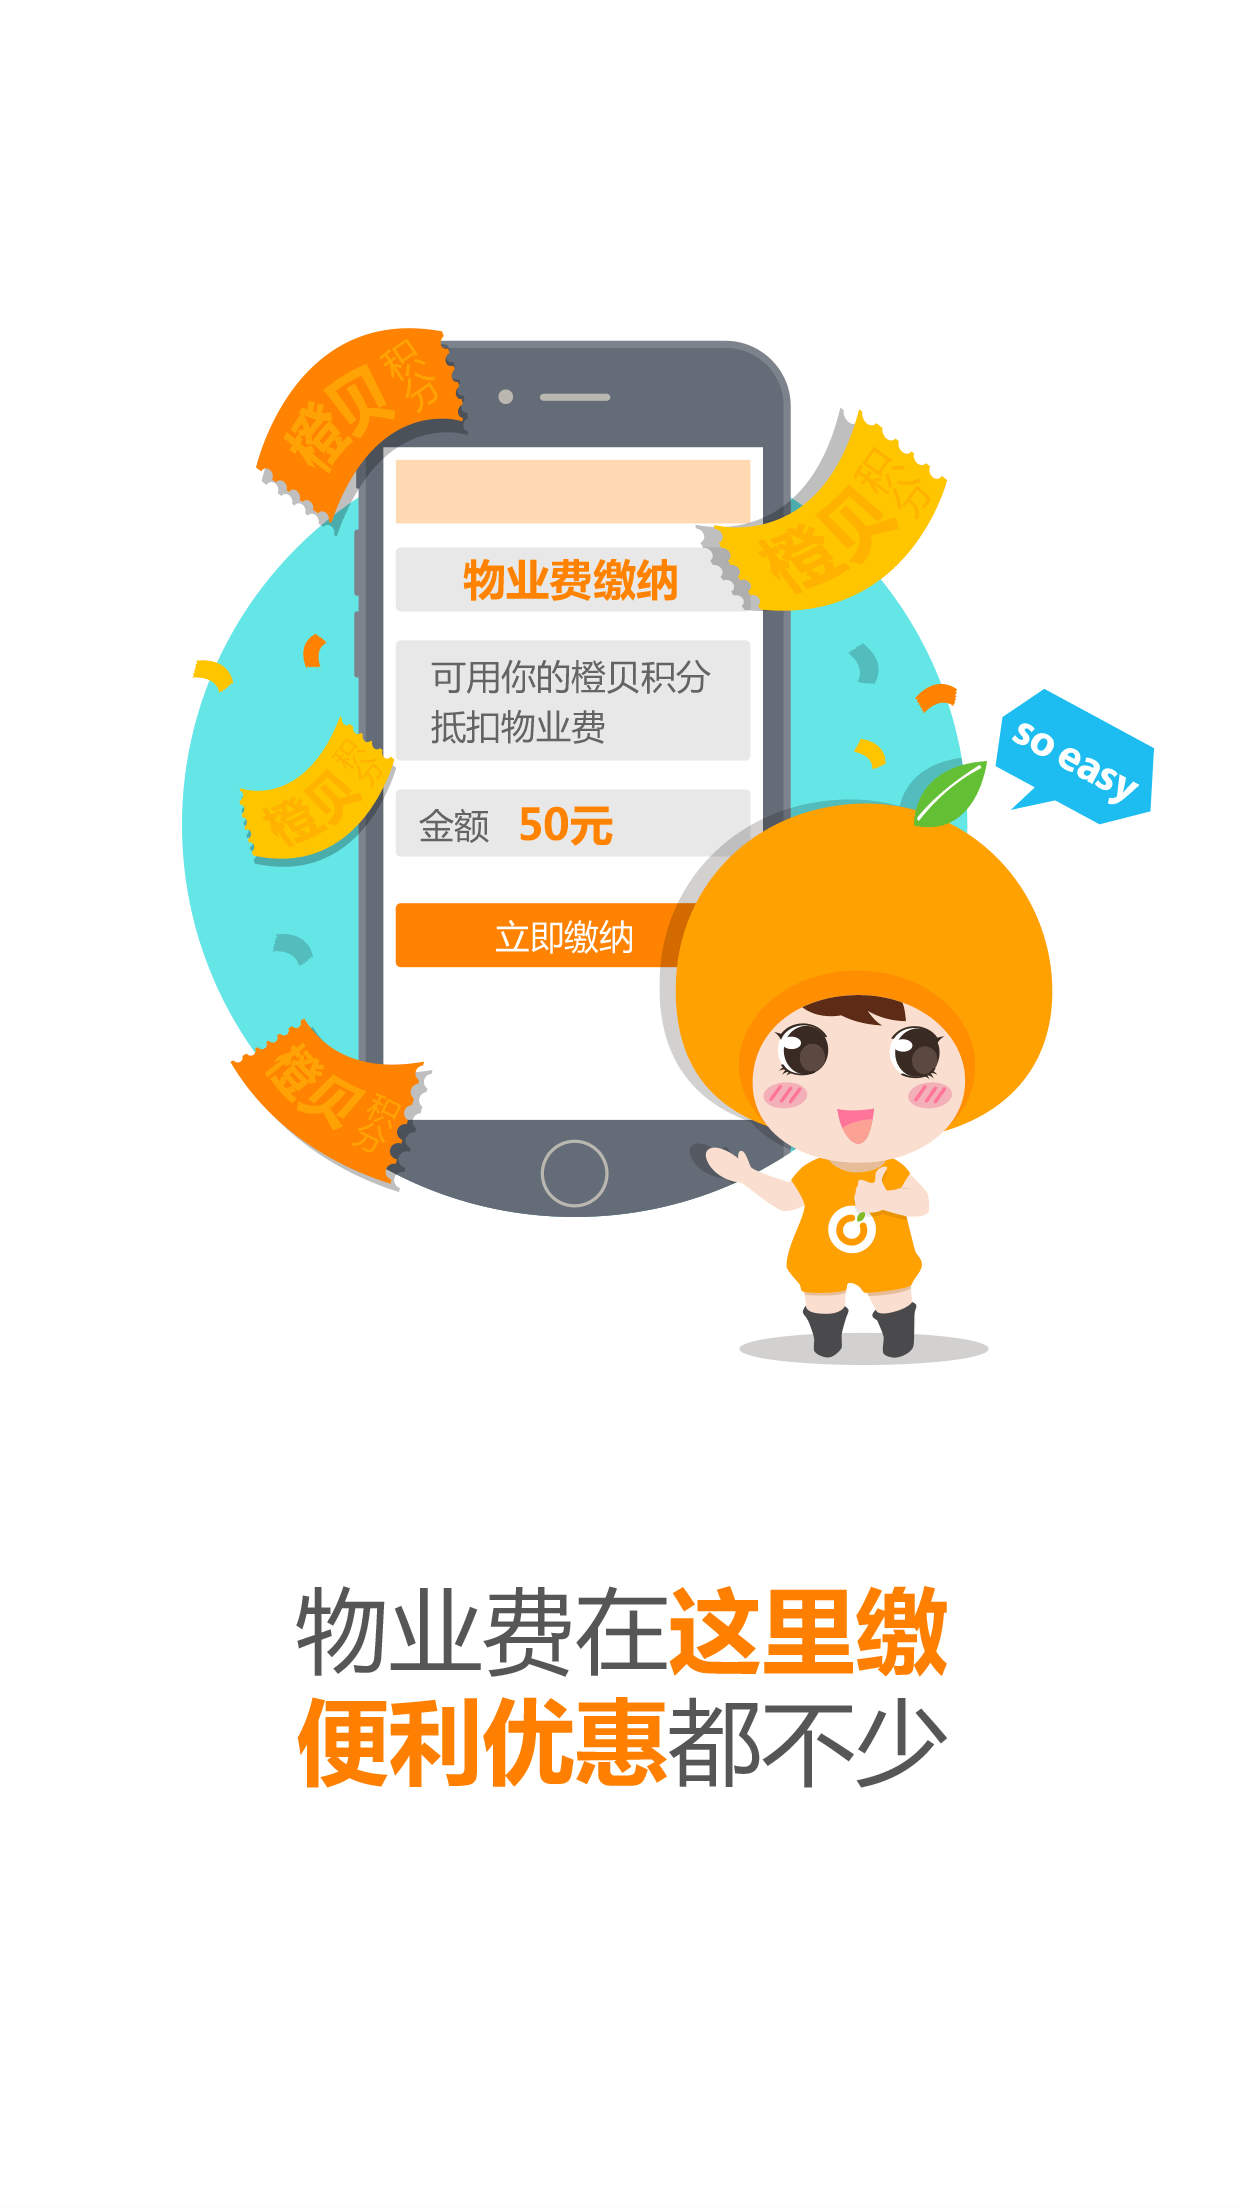 橙贝
积分
橙贝
积分
物业费缴纳
可用你的橙贝积分
抵扣物业费
so easy
橙贝
积分
金额 50元
立即缴纳
橙贝
积分
物业费在这里缴
便利优惠都不少